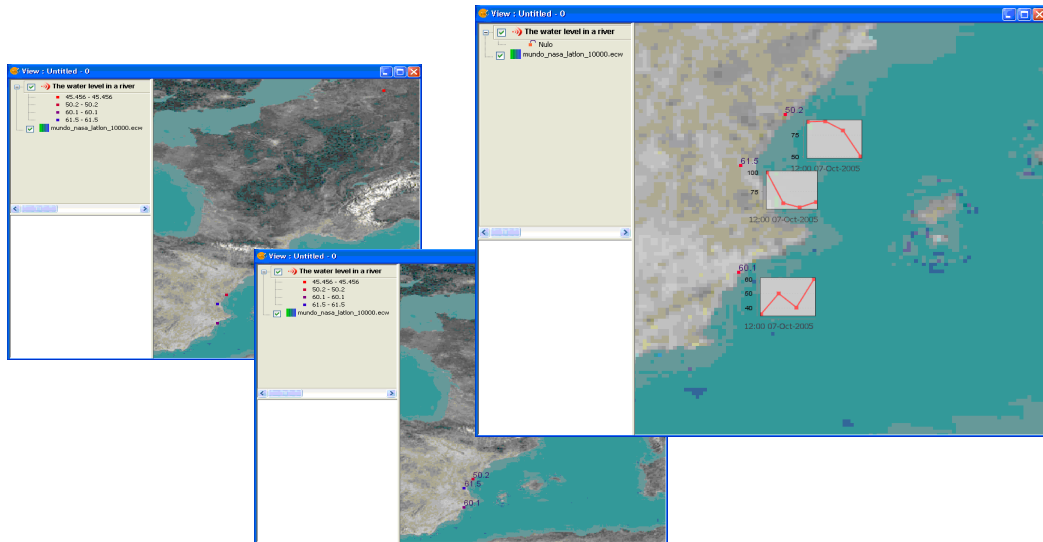 View : Untitled - 0
The water level in a river
45.456 - 45.456
50.2 - 50.2
60.1 - 60.1
61.5 - 61.5
mundo_nasa_latlon_10000.ecw
View : Untitled - 0
The water level in a river
45.456 - 45.456
50.2 - 50.2
60.1 - 60.1
61.5 - 61.5
mundo_nasa_latlon_10000.ecw
50.2
61.5
60.1
View : Untitled - 0
The water level in a river
Nulo
mundo_nasa_latlon_10000.ecw
50.2
75
50
12:00 07-Oct-2005
61.5
100
75
12:00 07-Oct-2005
60.1
60
50
40
12:00 07-Oct-2005